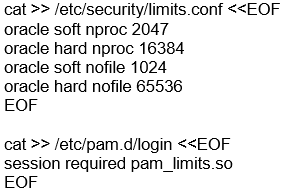 cat >> /etc/security/limits.conf <<EOF
oracle soft nproc 2047
oracle hard nproc 16384
oracle soft nofile 1024
oracle hard nofile 65536
EOF

cat >> /etc/pam.d/login <<EOF
session required pam_limits.so
EOF